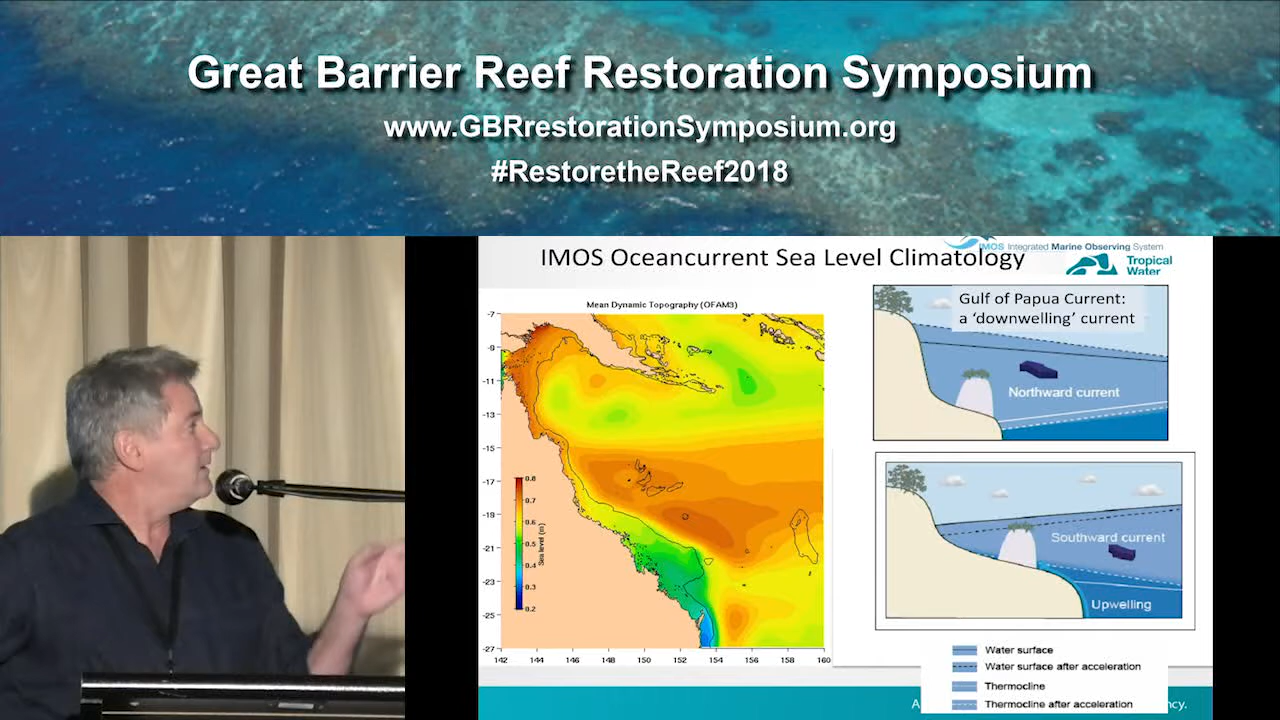 Great Barrier Reef Restoration Symposium
www.GBRrestorationSymposium.org
#RestoretheReef2018
IMOS Integrated Marine Observing System
IMOS Oceancurrent Sea Level Climatology
Tropical
Water
Mean Dynamic Topography (OFAM3)
-7
-9
-11
-13
-15
-17
-19
-21
-23
-25
-27
0.8
0.7
0.6
0.5
0.4
0.3
0.2
Sea level (m)
142 144 146 148 150 152 154 156 158 160
Gulf of Papua Current:
a 'downwelling' current
Northward current
Southward current
Upwelling
Water surface
Water surface after acceleration
Thermocline
Thermocline after acceleration